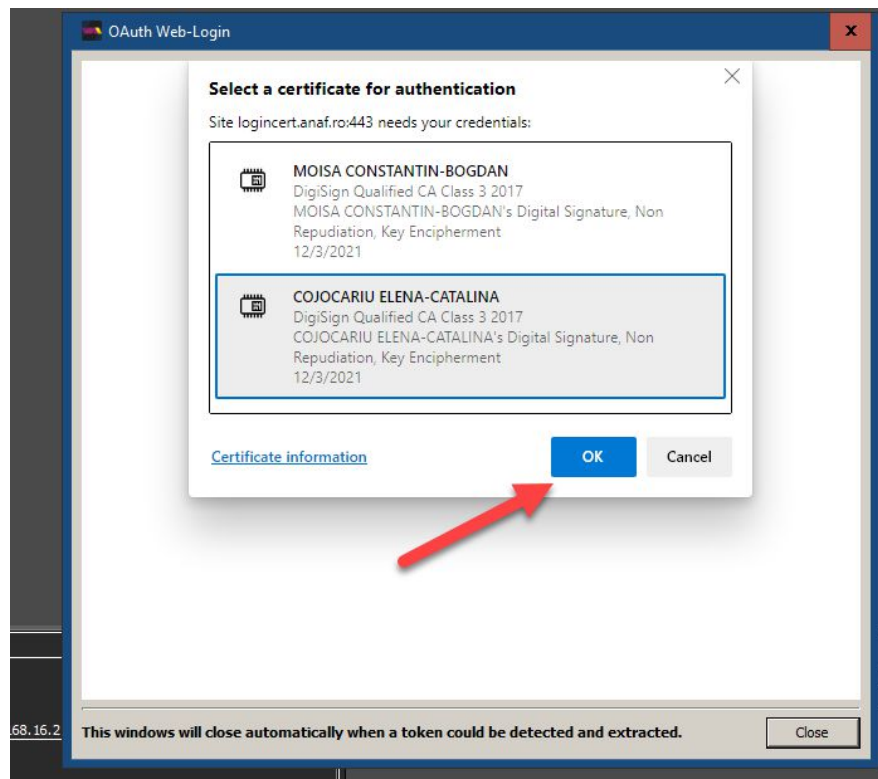 OAuth Web-Login
x
Select a certificate for authentication
Site logincert.anaf.ro:443 needs your credentials:
MOISA CONSTANTIN-BOGDAN
DigiSign Qualified CA Class 3 2017
MOISA CONSTANTIN-BOGDAN's Digital Signature, Non
Repudiation, Key Encipherment
12/3/2021
COJOCARIU ELENA-CATALINA
DigiSign Qualified CA Class 3 2017
COJOCARIU ELENA-CATALINA's Digital Signature, Non
Repudiation, Key Encipherment
12/3/2021
Certificate information
OK
Cancel
68.16.2
This windows will close automatically when a token could be detected and extracted.
Close